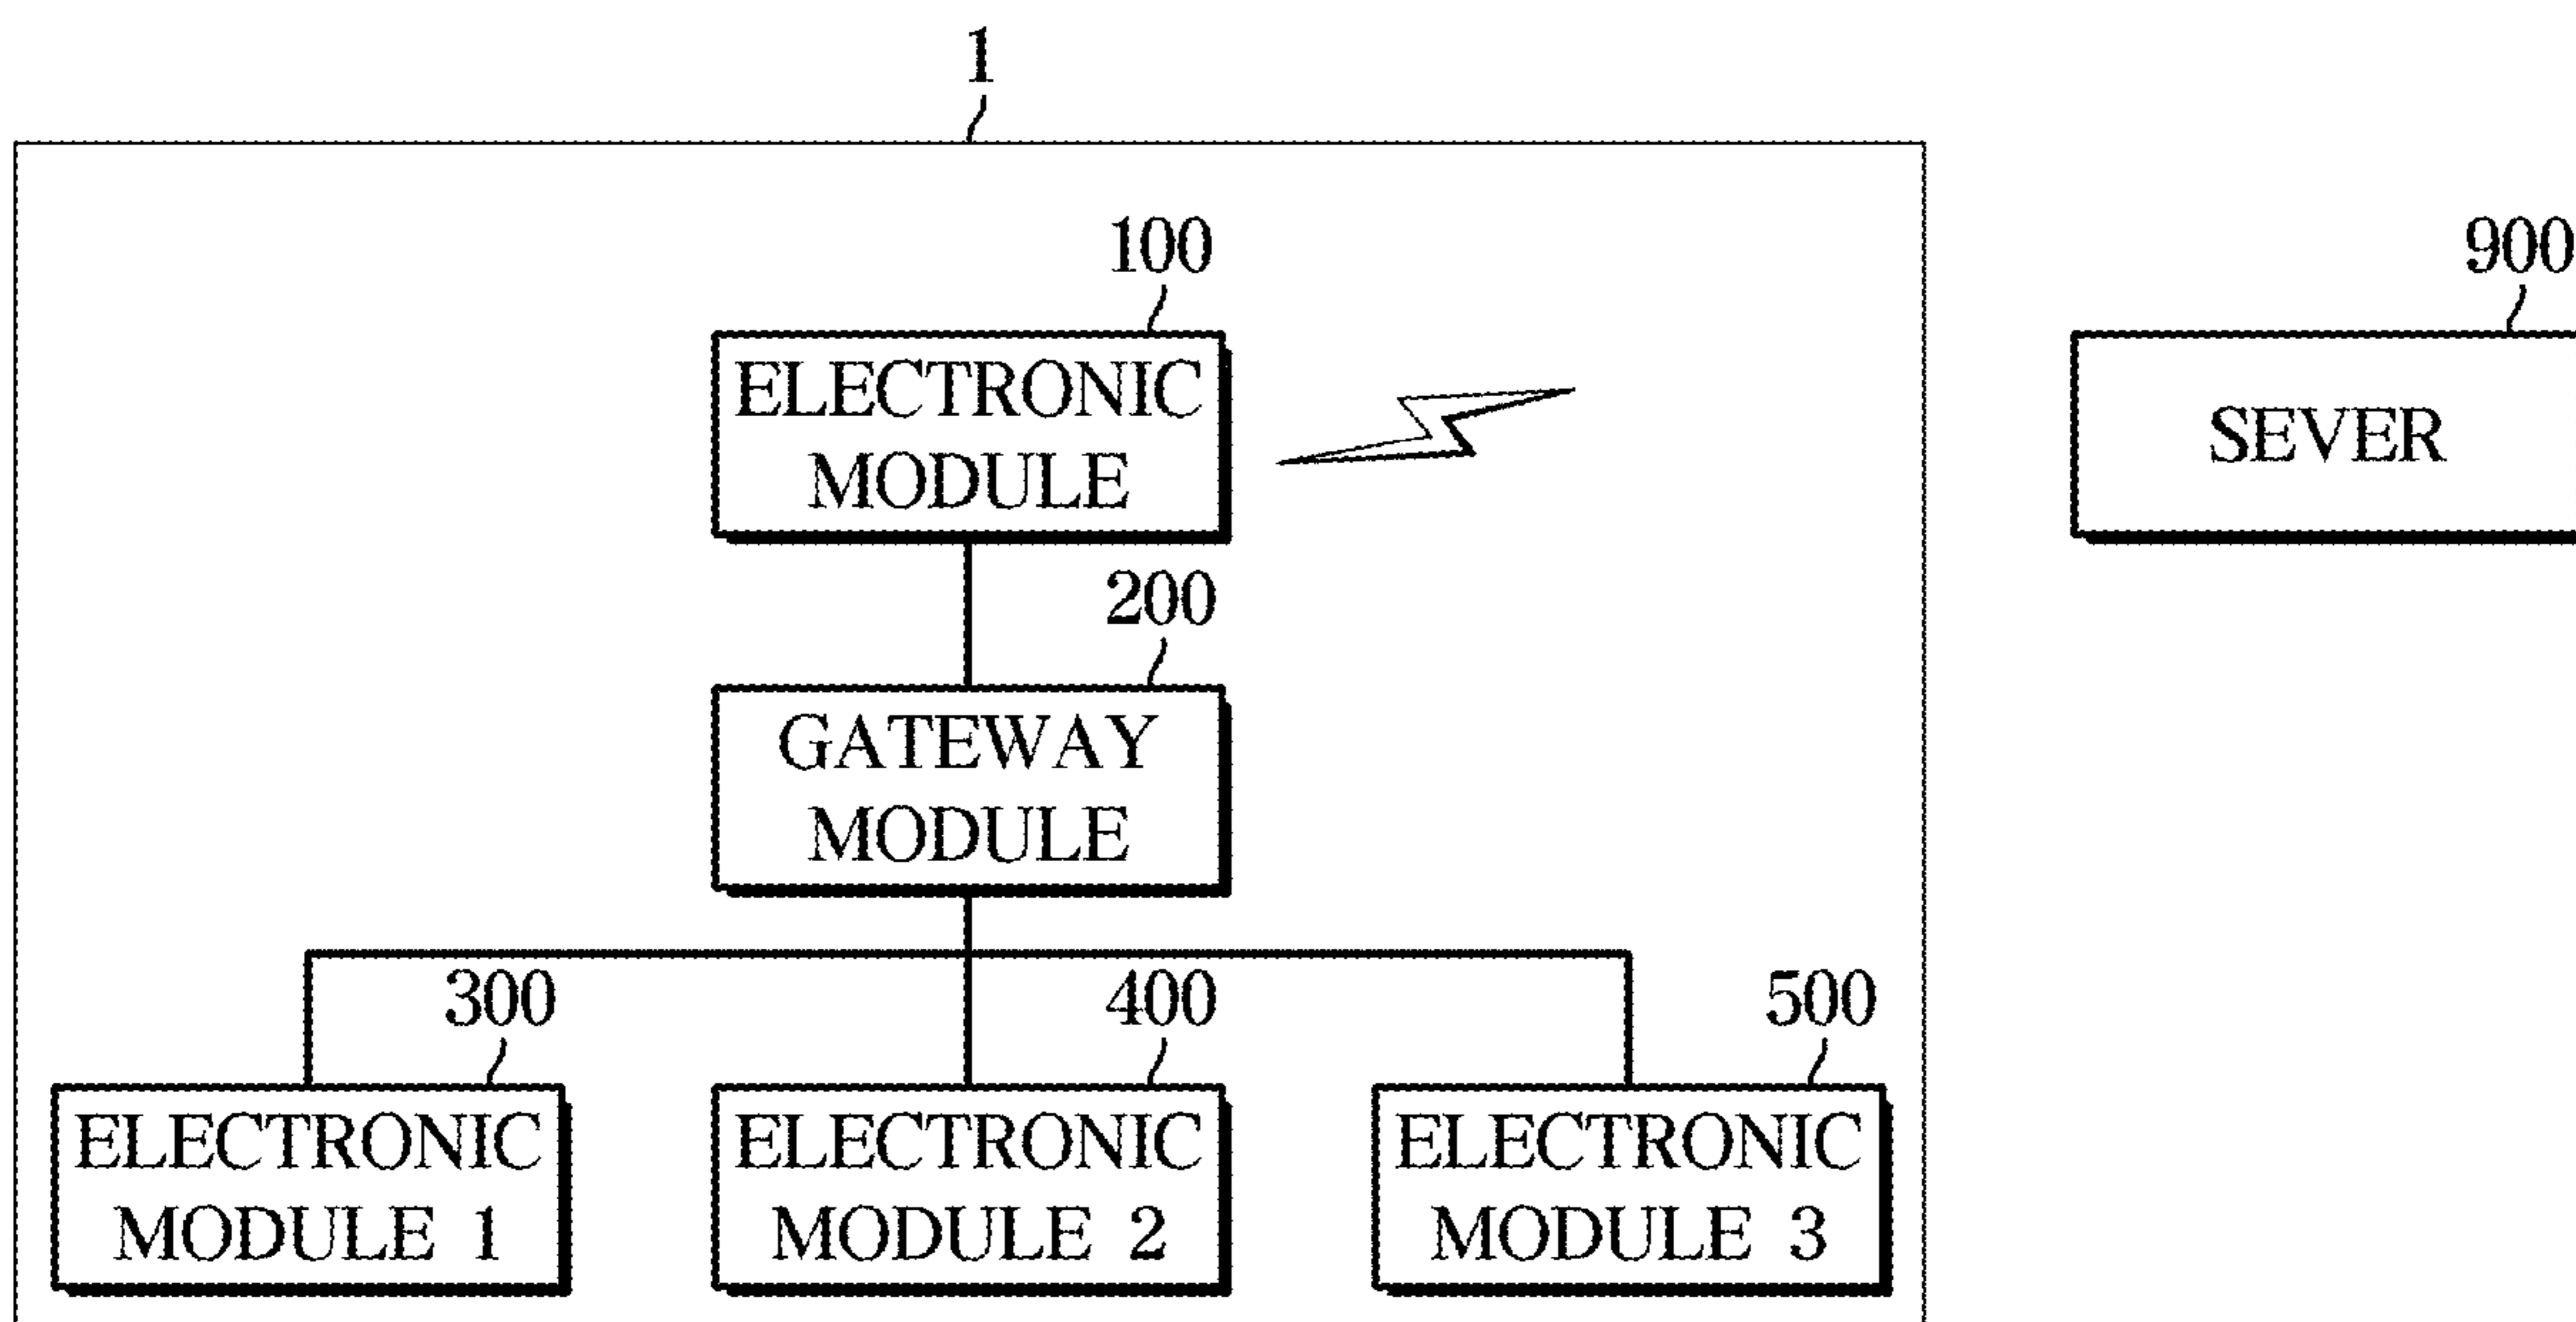 1
100
900
ELECTRONIC
MODULE
SEVER
200
GATEWAY
MODULE
300
400
500
ELECTRONIC
MODULE 1
ELECTRONIC
MODULE 2
ELECTRONIC
MODULE 3